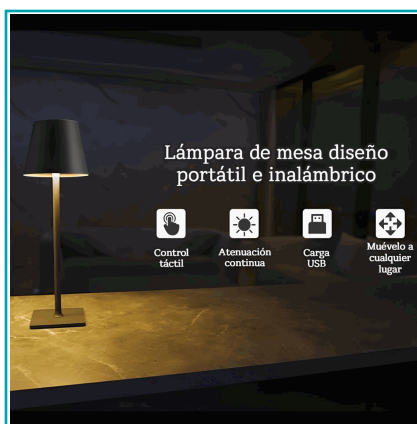 Lámpara de mesa diseño
portátil e inalámbrico
Control
táctil
Atenuación
continua
Carga
USB
Muévelo a
cualquier
lugar